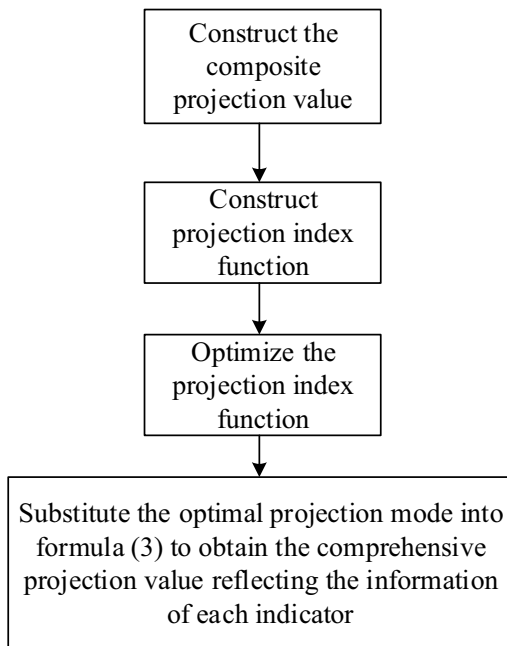 Construct the
composite
projection value
Construct
projection index
function
Optimize the
projection index
function
Substitute the optimal projection mode into
formula (3) to obtain the comprehensive
projection value reflecting the information
of each indicator